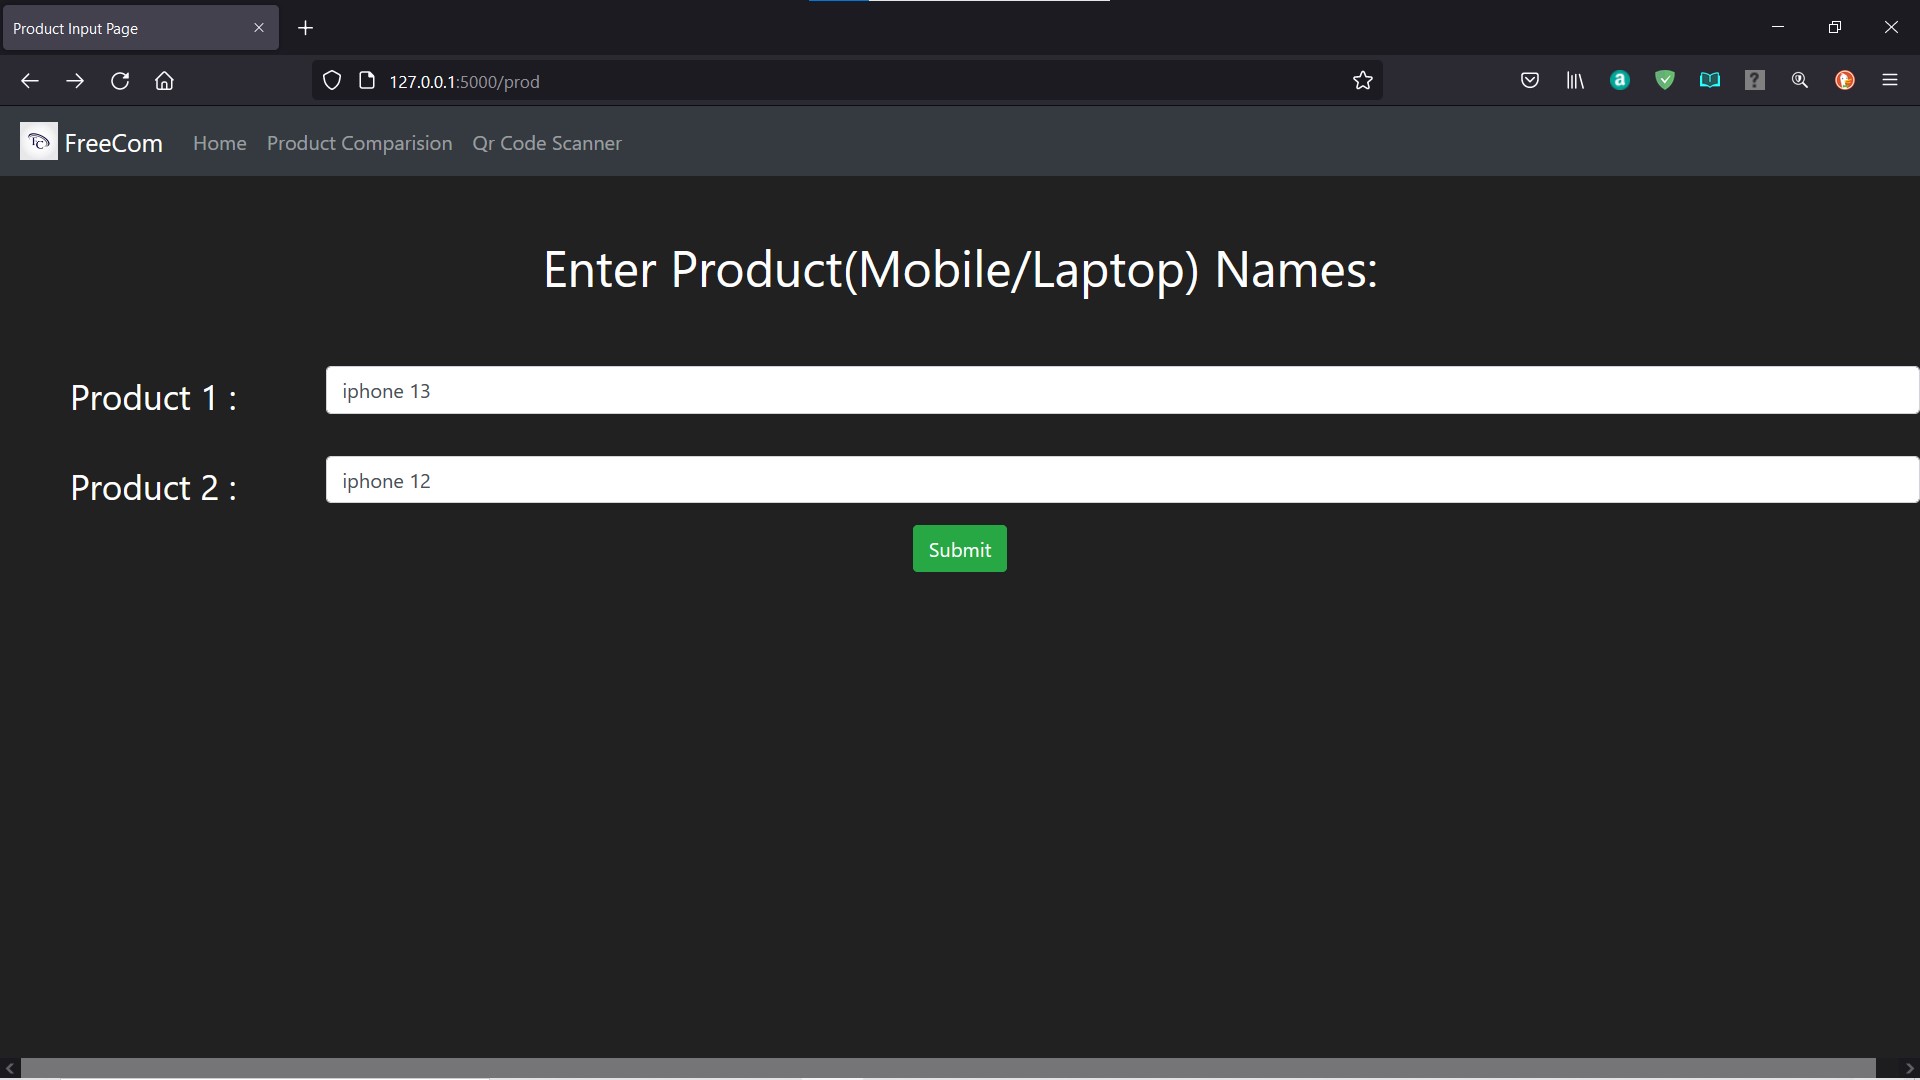 Product Input Page
127.0.0.1:5000/prod
FreeCom Home Product Comparision Qr Code Scanner
Enter Product(Mobile/Laptop) Names:
Product 1 : iphone 13
Product 2 : iphone 12
Submit